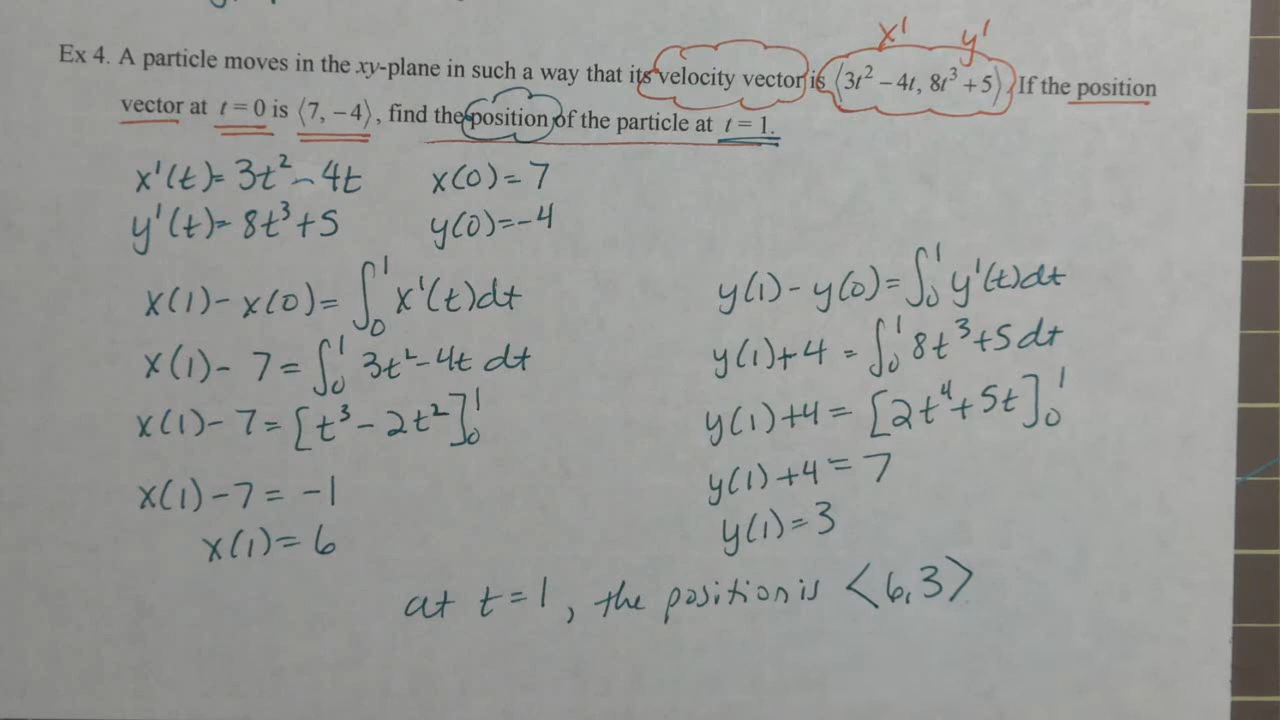 x' y'
Ex 4. A particle moves in the xy-plane in such a way that its velocity vector is ⟨3t² − 4t, 8t³ + 5⟩. If the position
vector at t = 0 is ⟨7, −4⟩, find the position of the particle at t = 1.
x'(t)= 3t² − 4t x(0) = 7
y'(t)= 8t³ + 5 y(0) = −4
x(1) − x(0) = ∫₀¹ x'(t)dt y(1) − y(0) = ∫₀¹ y'(t)dt
x(1) − 7 = ∫₀¹ 3t² − 4t dt y(1)+4 = ∫₀¹ 8t³+5 dt
x(1) − 7 = [t³ − 2t²]₀¹ y(1)+4 = [2t⁴+5t]₀¹
x(1) − 7 = −1 y(1)+4 = 7
x(1) = 6 y(1) = 3
at t = 1, the position is <6,3>